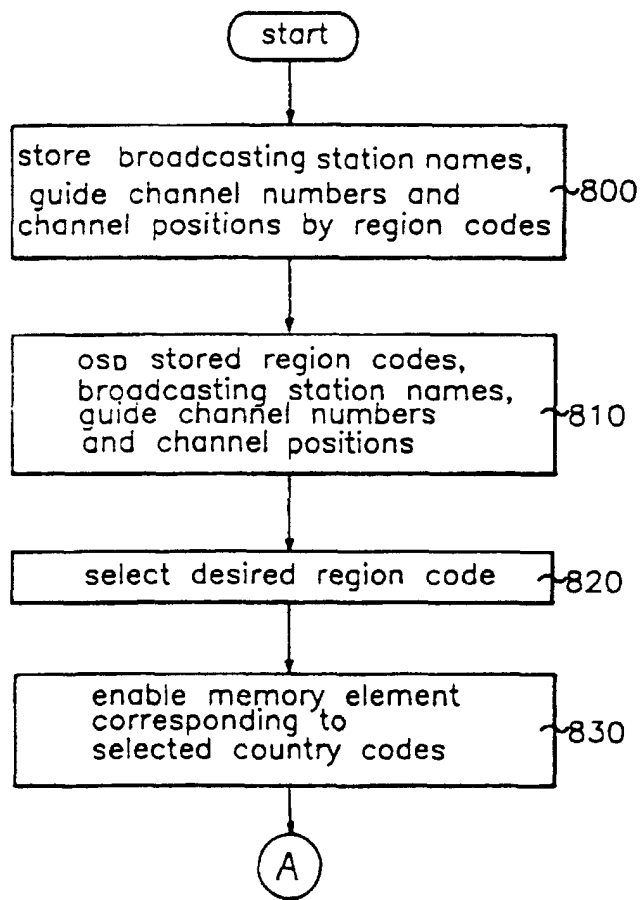 start
store broadcasting station names,
guide channel numbers and
channel positions by region codes
800
OSD stored region codes,
broadcasting station names,
guide channel numbers
and channel positions
810
select desired region code
820
enable memory element
corresponding to
selected country codes
830
A